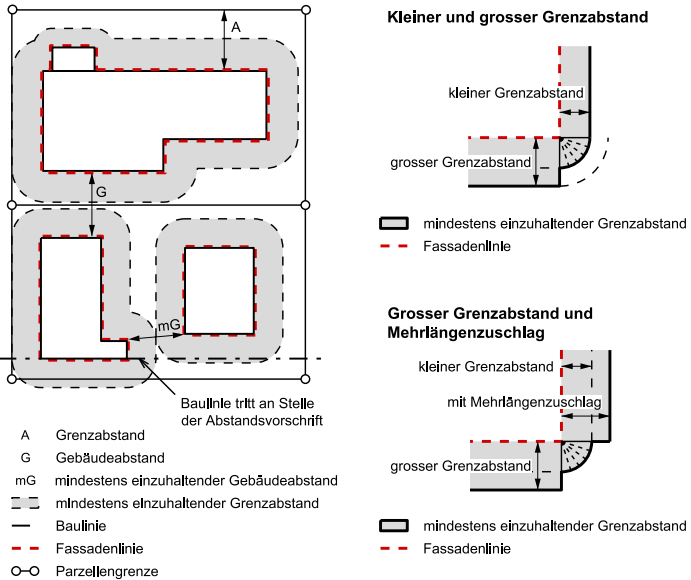 A
G
mG
Baulinie tritt an Stelle
der Abstandsvorschrift
A Grenzabstand
G Gebäudeabstand
mG mindestens einzuhaltender Gebäudeabstand
mindestens einzuhaltender Grenzabstand
Baulinie
Fassadenlinie
Parzellengrenze
Kleiner und grosser Grenzabstand
kleiner Grenzabstand
grosser Grenzabstand
mindestens einzuhaltender Grenzabstand
Fassadenlinie
Grosser Grenzabstand und
Mehrlängenzuschlag
kleiner Grenzabstand
mit Mehrlängenzuschlag
grosser Grenzabstand
mindestens einzuhaltender Grenzabstand
Fassadenlinie